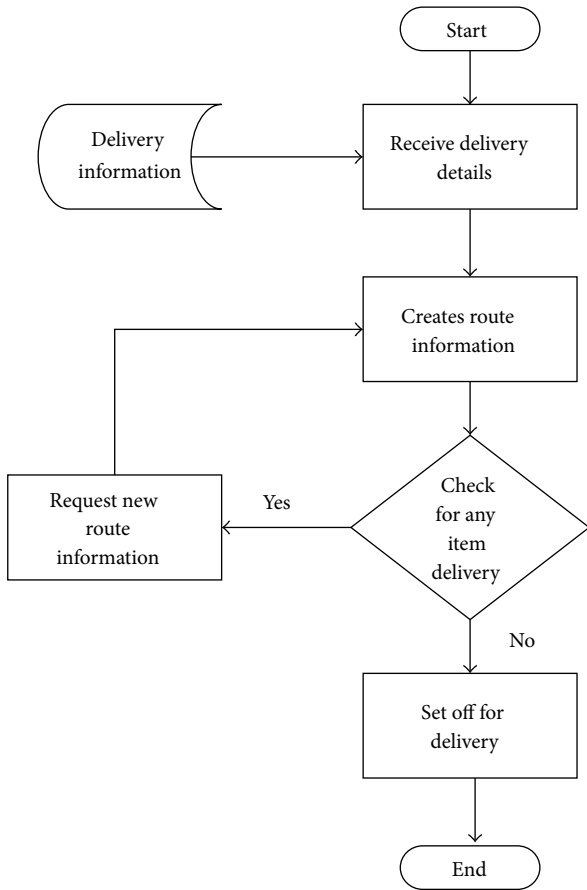 Start
Delivery
information
Receive delivery
details
Creates route
information
Check
for any
item
delivery
Yes
Request new
route
information
No
Set off for
delivery
End